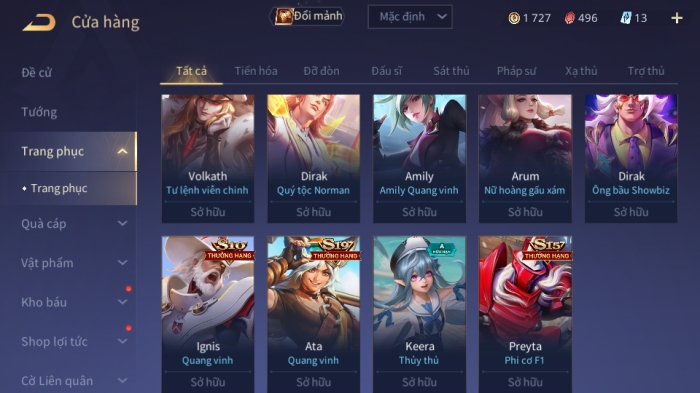 Cửa hàng
Đổi mảnh
Mặc định
1 727
496
13
Đề cử
Tướng
Trang phục
Trang phục
Quà cáp
Vật phẩm
Kho báu
Shop lợi tức
Cờ Liên quân
Tất cả Tiến hóa Đỡ đòn Đấu sĩ Sát thủ Pháp sư Xạ thủ Trợ thủ
Volkath
Tư lệnh viễn chinh
Sở hữu
Dirak
Quý tộc Norman
Sở hữu
Amily
Amily Quang vinh
Sở hữu
Arum
Nữ hoàng gấu xám
Sở hữu
Dirak
Ông bầu Showbiz
Sở hữu
S10
THƯỞNG HẠNG
Ignis
Quang vinh
Sở hữu
S19
THƯỞNG HẠNG
Ata
Quang vinh
Sở hữu
A
Keera
Thủy thủ
Sở hữu
S15
THƯỞNG HẠNG
Preyta
Phi cơ F1
Sở hữu